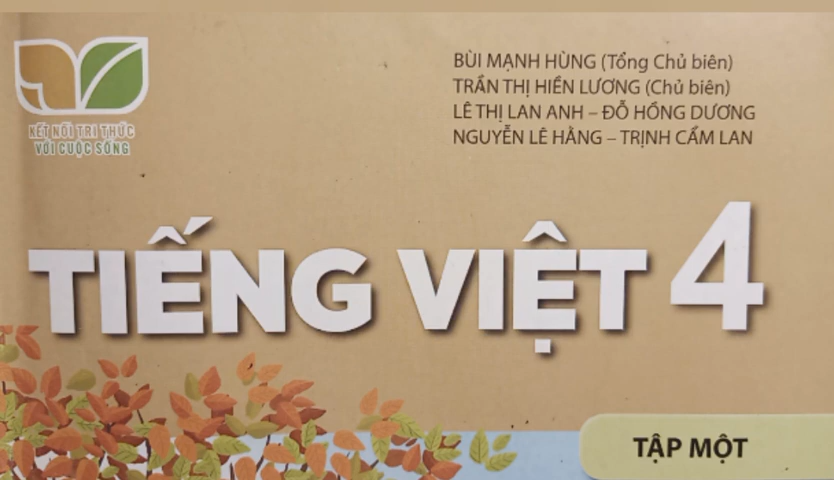 BÙI MẠNH HÙNG (Tổng Chủ biên)
TRẦN THỊ HIỀN LƯƠNG (Chủ biên)
LÊ THỊ LAN ANH – ĐỖ HỒNG DƯƠNG
NGUYỄN LÊ HẰNG – TRỊNH CẨM LAN
KẾT NỐI TRI THỨC
VỚI CUỘC SỐNG
TIẾNG VIỆT 4
TẬP MỘT